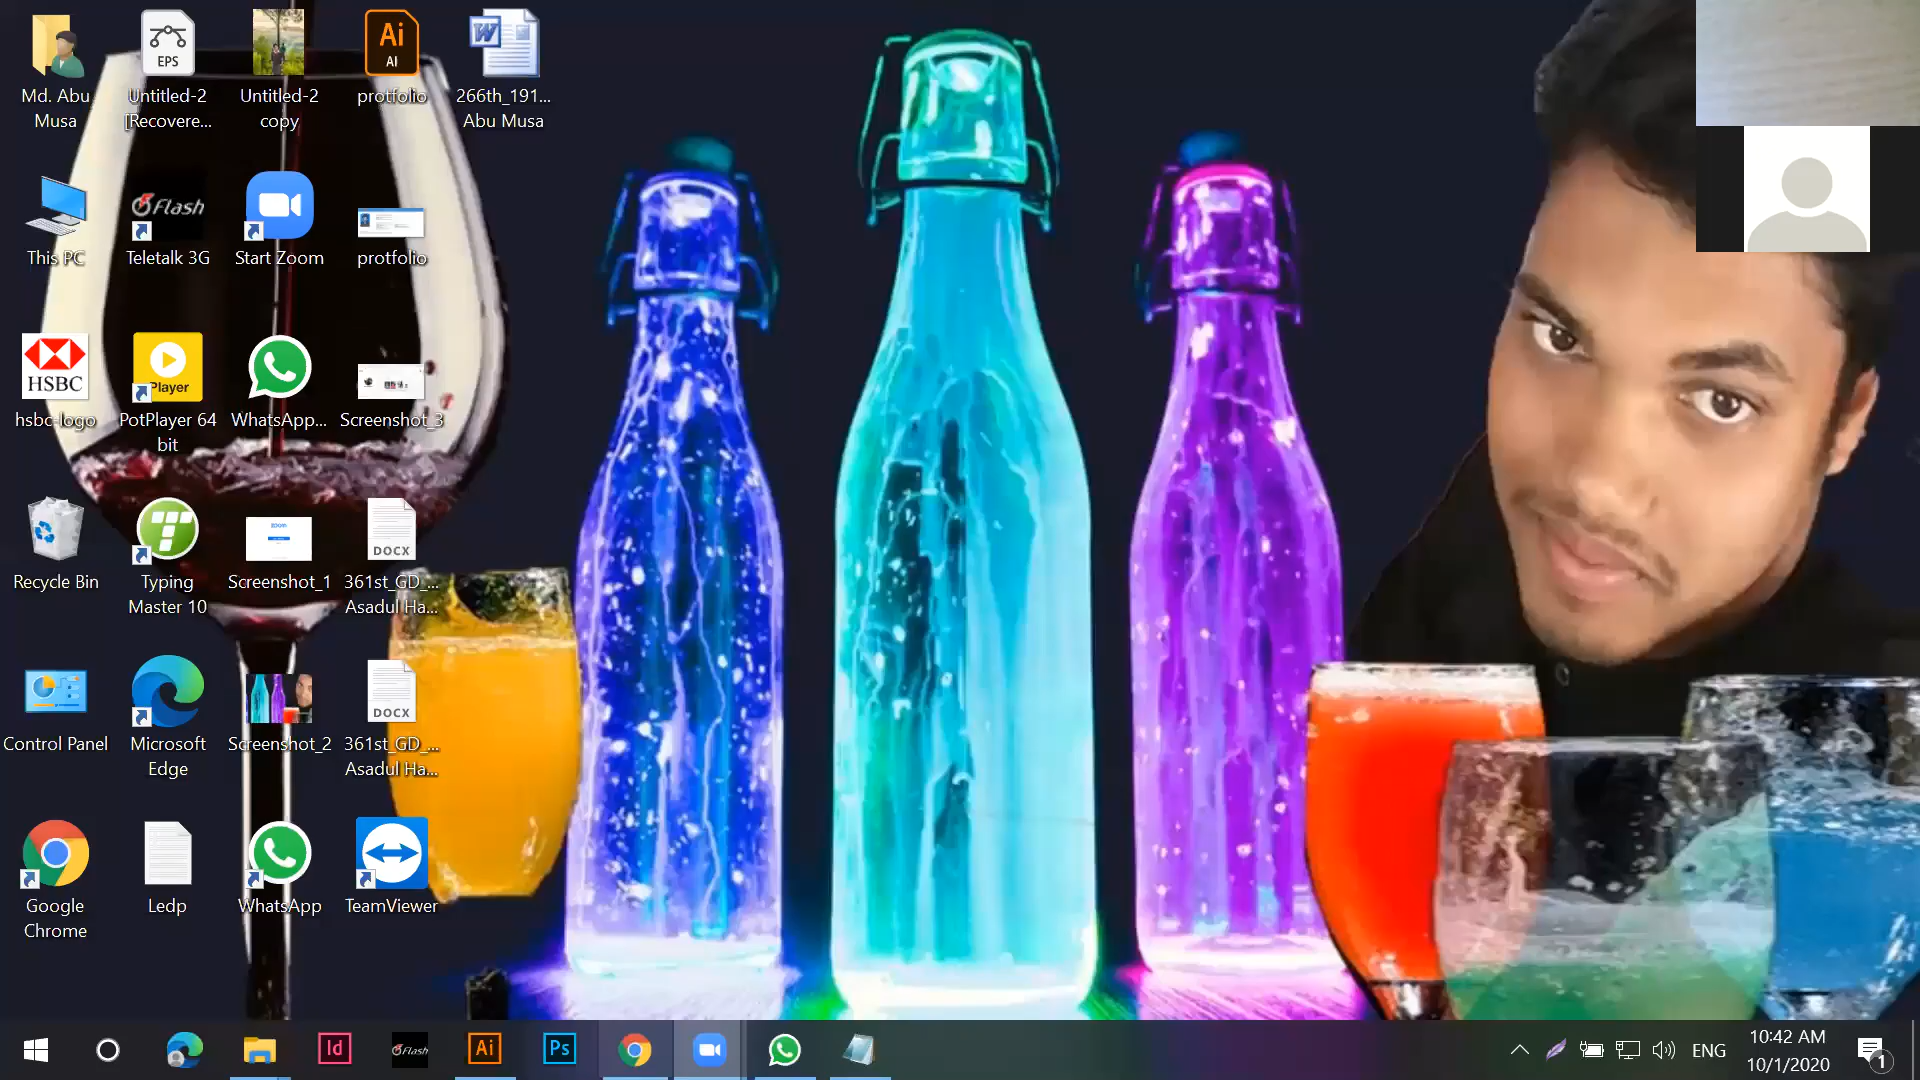 Md. Abu
Musa
EPS
Untitled-2
[Recovere...
Untitled-2
copy
Ai
AI
protfolio
W
266th_191...
Abu Musa
This PC
Flash
Teletalk 3G
Start Zoom
protfolio
HSBC
hsbc-logo
Player
PotPlayer 64
bit
WhatsApp...
Screenshot_3
Recycle Bin
Typing
Master 10
zoom
Screenshot_1
DOCX
361st_GD_...
Asadul Ha...
Control Panel
Microsoft
Edge
Screenshot_2
DOCX
361st_GD_...
Asadul Ha...
Google
Chrome
Ledp
WhatsApp
TeamViewer
Id
Flash
Ai
Ps
ENG
10:42 AM
10/1/2020
1